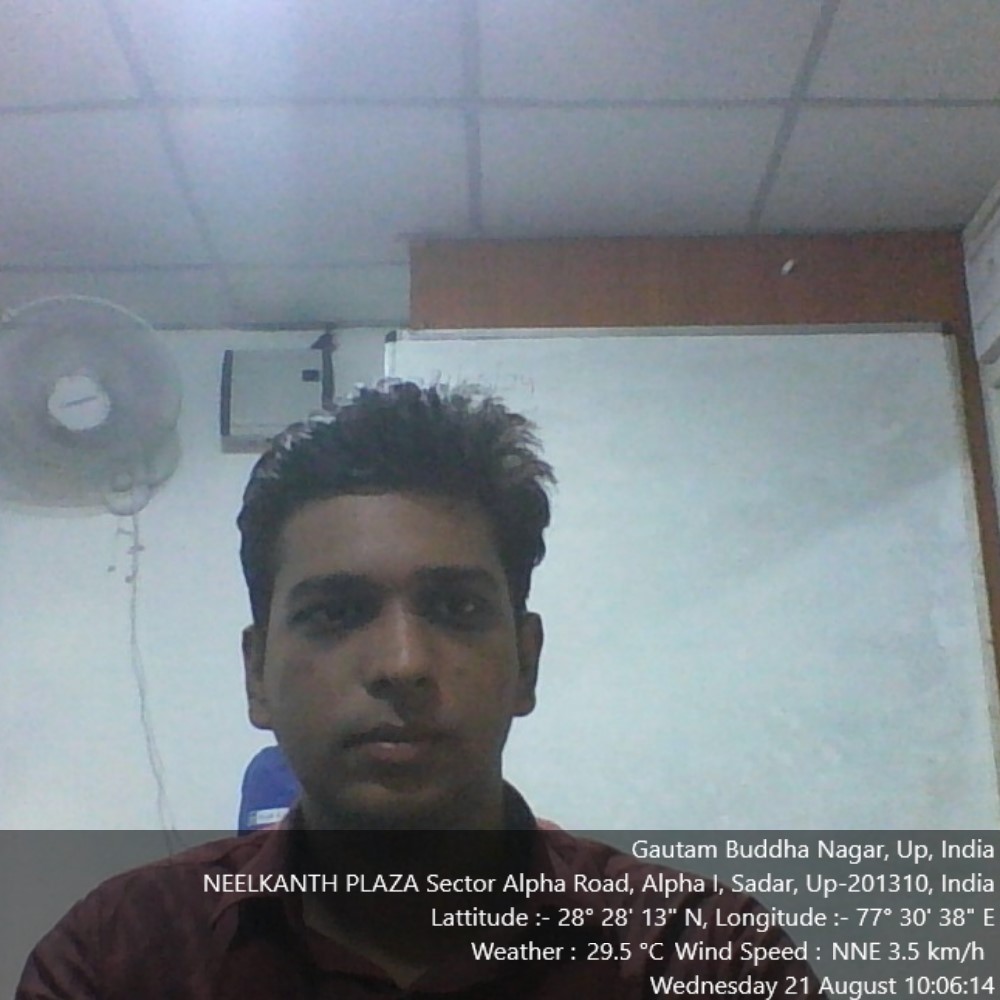 Gautam Buddha Nagar, Up, India
NEELKANTH PLAZA Sector Alpha Road, Alpha I, Sadar, Up-201310, India
Lattitude :- 28° 28' 13" N, Longitude :- 77° 30' 38" E
Weather : 29.5 °C Wind Speed : NNE 3.5 km/h
Wednesday 21 August 10:06:14